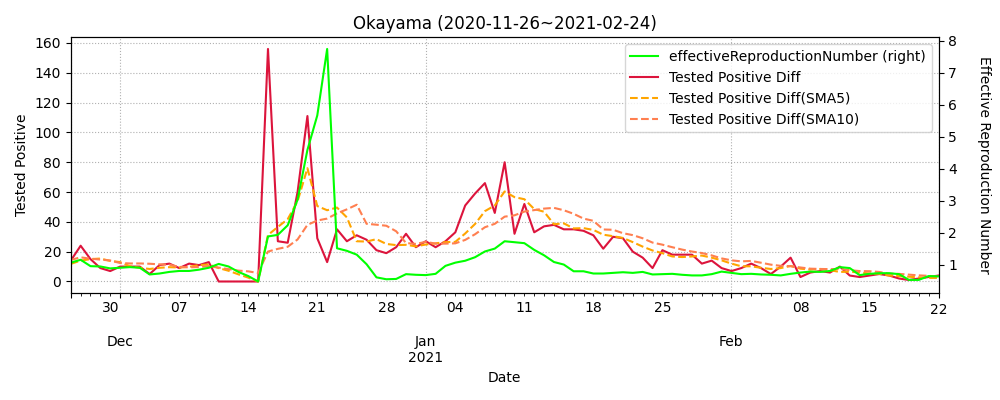 Okayama (2020-11-26~2021-02-24)
effectiveReproductionNumber (right)
Tested Positive Diff
Tested Positive Diff(SMA5)
Tested Positive Diff(SMA10)
Tested Positive
160
140
120
100
80
60
40
20
0
8
7
6
5
4
3
2
1
Effective Reproduction Number
30 07 14 21 28 04 11 18 25 08 15 22
Dec Jan Feb
2021
Date